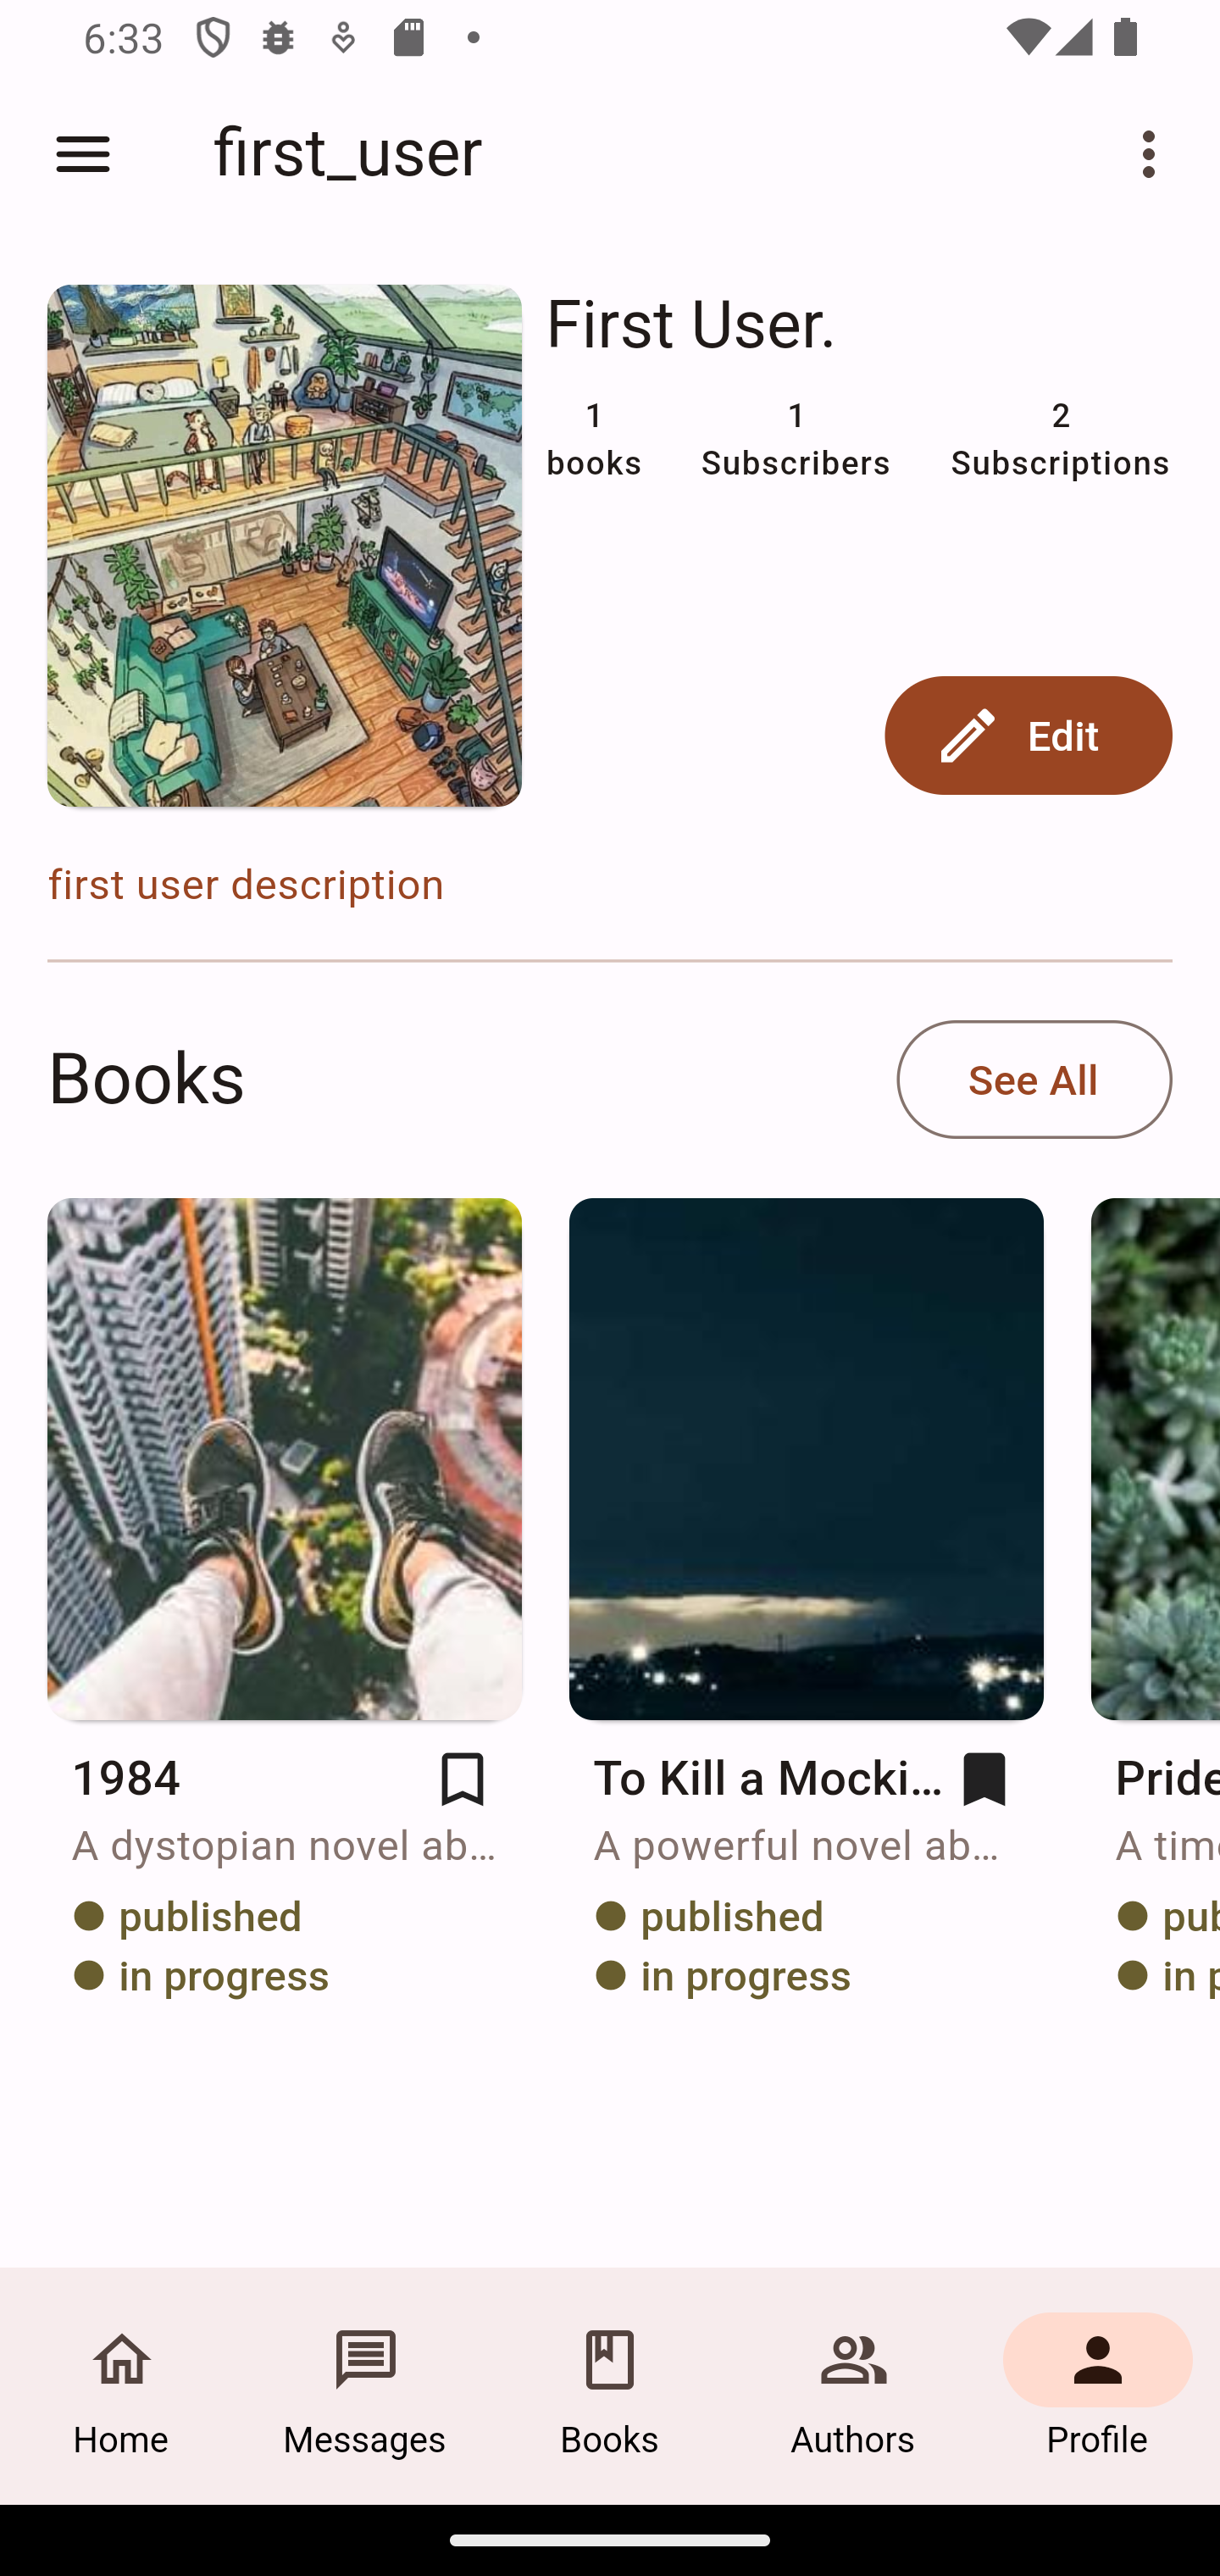 6:33
first_user
First User.
1 1 2
books Subscribers Subscriptions
Edit
first user description
Books
See All
1984
A dystopian novel ab...
published
in progress
To Kill a Mocki...
A powerful novel ab...
published
in progress
Pride
A tim
pub
in p
Home Messages Books Authors Profile